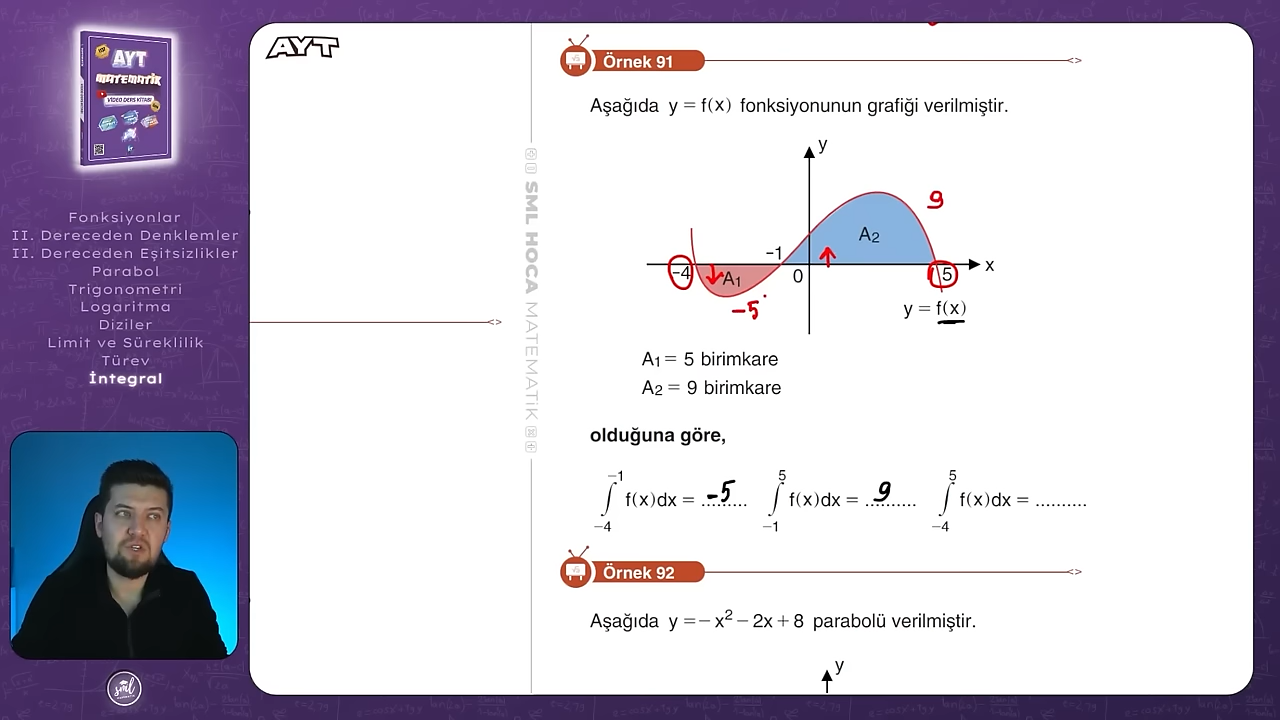 AYT
MATEMATİK
VİDEO DERS KİTABI
Fonksiyonlar
II. Dereceden Denklemler
II. Dereceden Eşitsizlikler
Parabol
Trigonometri
Logaritma
Diziler
Limit ve Süreklilik
Türev
İntegral
sml
AYT
SML HOCA MATEMATİK
Örnek 91
Aşağıda y = f(x) fonksiyonunun grafiği verilmiştir.
y
9
A2
-1
x
-4
A1
0
5
-5
y = f(x)
A1 = 5 birimkare
A2 = 9 birimkare
olduğuna göre,
∫_{-4}^{-1} f(x)dx = -5 ∫_{-1}^{5} f(x)dx = 9 ∫_{-4}^{5} f(x)dx = ..........
Örnek 92
Aşağıda y = -x² - 2x + 8 parabolü verilmiştir.
y